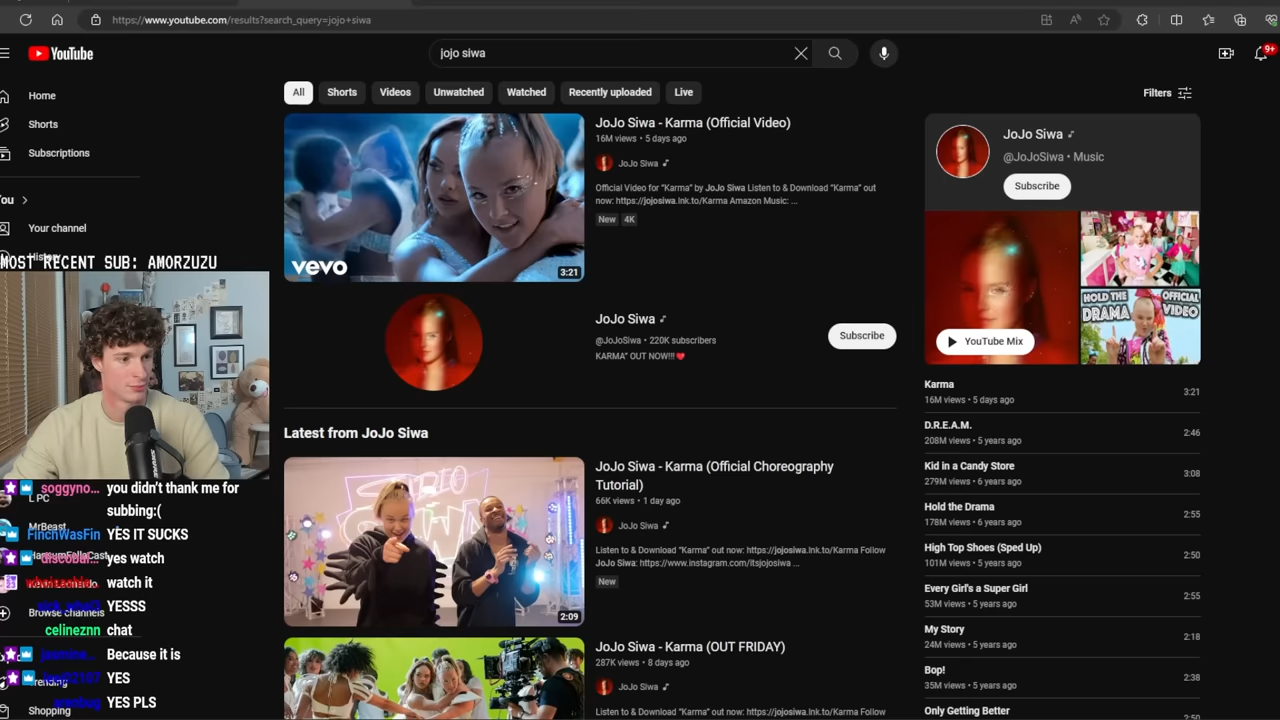 https://www.youtube.com/results?search_query=jojo+siwa
YouTube
jojo siwa
9+
All
Shorts
Videos
Unwatched
Watched
Recently uploaded
Live
Filters
Home
Shorts
Subscriptions
You
Your channel
MOST RECENT SUB: AMORZUZU
vevo
3:21
JoJo Siwa - Karma (Official Video)
16M views • 5 days ago
JoJo Siwa
Official Video for "Karma" by JoJo Siwa Listen to & Download "Karma" out
now: https://jojosiwa.lnk.to/Karma Amazon Music: ...
New
4K
JoJo Siwa
@JoJoSiwa • 220K subscribers
KARMA" OUT NOW!!!
Subscribe
Latest from JoJo Siwa
2:09
JoJo Siwa - Karma (Official Choreography
Tutorial)
66K views • 1 day ago
JoJo Siwa
Listen to & Download "Karma" out now: https://jojosiwa.lnk.to/Karma Follow
JoJo Siwa: https://www.instagram.com/itsjojosiwa ...
New
JoJo Siwa - Karma (OUT FRIDAY)
287K views • 8 days ago
JoJo Siwa
Listen to & Download "Karma" out now: https://jojosiwa.lnk.to/Karma Follow
JoJo Siwa
@JoJoSiwa • Music
Subscribe
YouTube Mix
HOLD THE
DRAMA
OFFICIAL
VIDEO
Karma
16M views • 5 days ago
3:21
D.R.E.A.M.
208M views • 5 years ago
2:46
Kid in a Candy Store
279M views • 6 years ago
3:08
Hold the Drama
178M views • 6 years ago
2:55
High Top Shoes (Sped Up)
101M views • 5 years ago
2:50
Every Girl's a Super Girl
53M views • 5 years ago
2:55
My Story
24M views • 5 years ago
2:18
Bop!
35M views • 5 years ago
2:38
Only Getting Better
2:50
soggyno... you didn't thank me for
subbing:(
L PC
MrBeast
FinchWasFin YES IT SUCKS
yes watch
watch it
YESSS
Browse channels
celineznn chat
Because it is
YES
YES PLS
Shopping